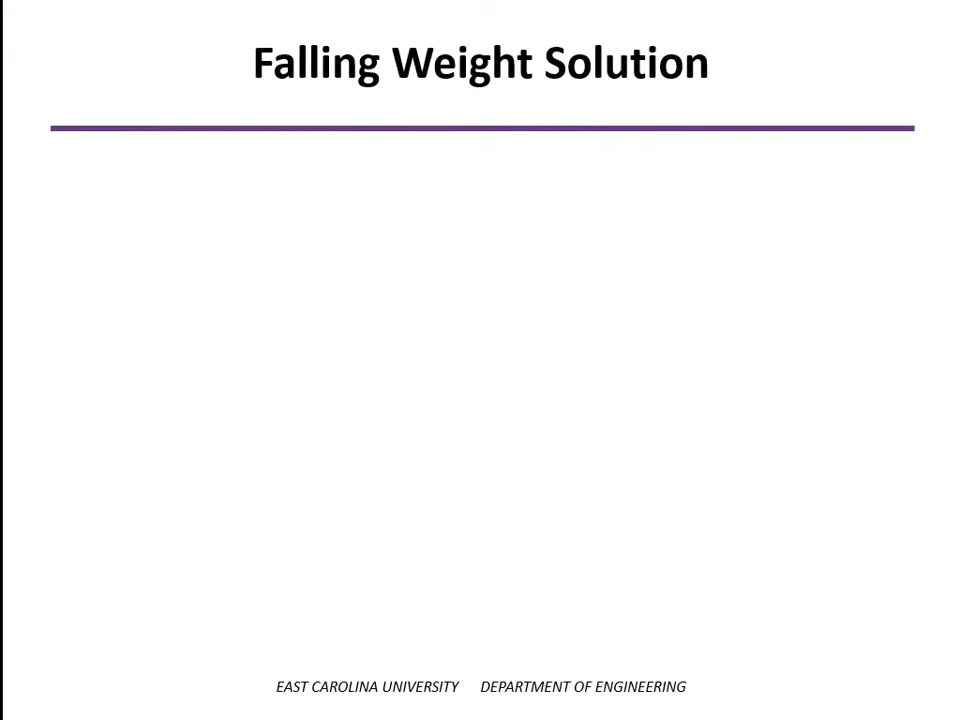 Falling Weight Solution
EAST CAROLINA UNIVERSITY DEPARTMENT OF ENGINEERING